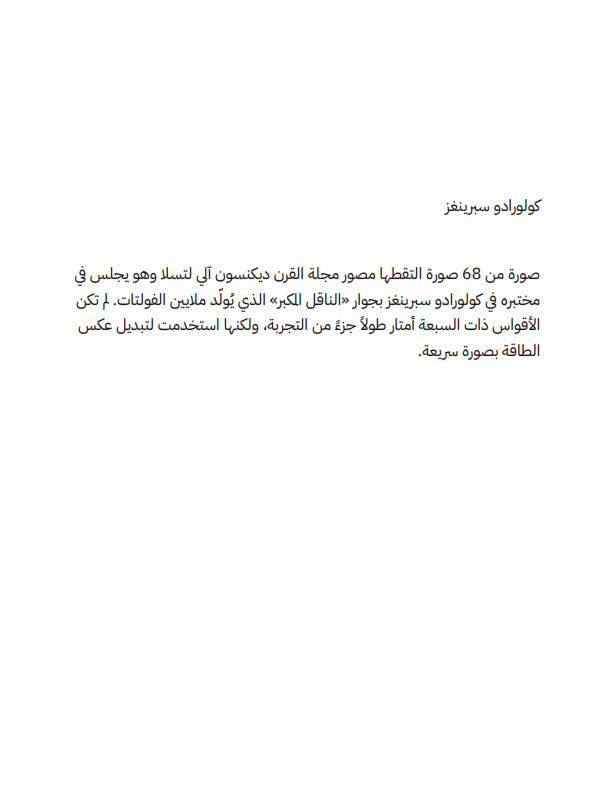 كولورادو سبرينغز
صورة من 68 صورة التقطها مصور مجلة القرن ديكنسون آلي لتسلا وهو يجلس في
مختبره في كولورادو سبرينغز بجوار «الناقل المكبر» الذي يُولّد ملايين الفولتات. لم تكن
الأقواس ذات السبعة أمتار طولاً جزءً من التجربة، ولكنها استخدمت لتبديل عكس
الطاقة بصورة سريعة.